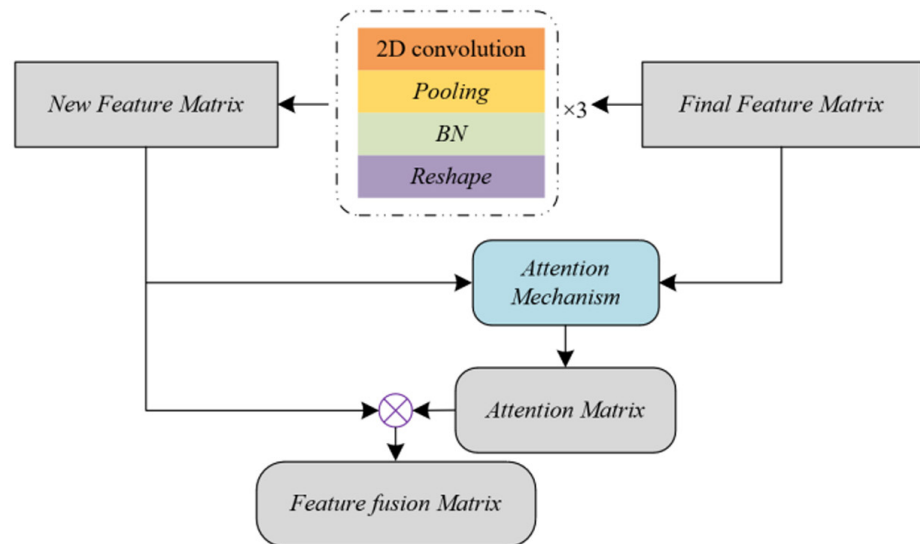 2D convolution
Pooling
BN
Reshape
×3
New Feature Matrix
Final Feature Matrix
Attention
Mechanism
Attention Matrix
Feature fusion Matrix